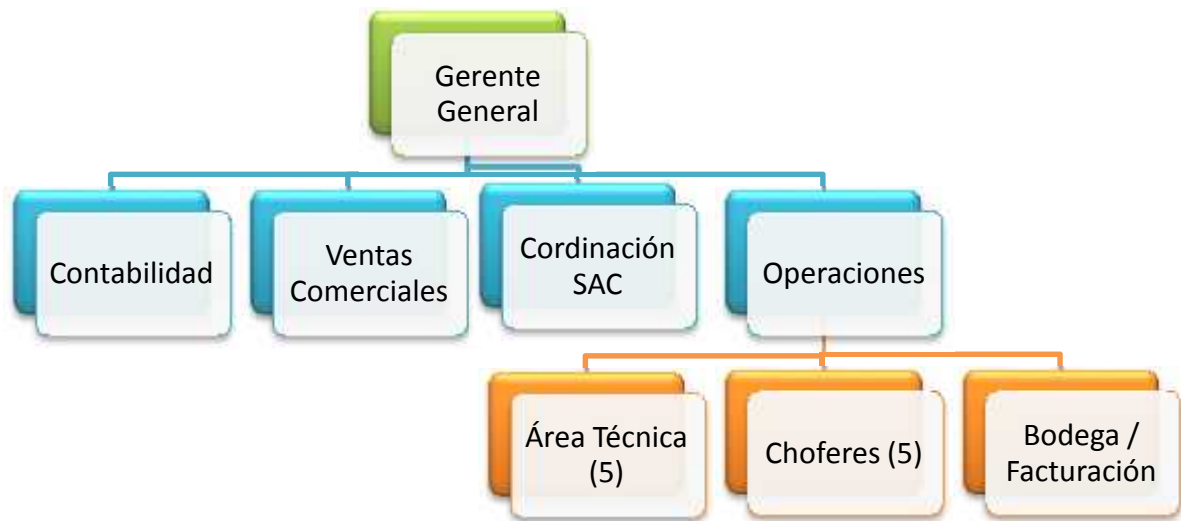 Gerente
General
Contabilidad
Ventas
Comerciales
Cordinación
SAC
Operaciones
Área Técnica
(5)
Choferes (5)
Bodega /
Facturación